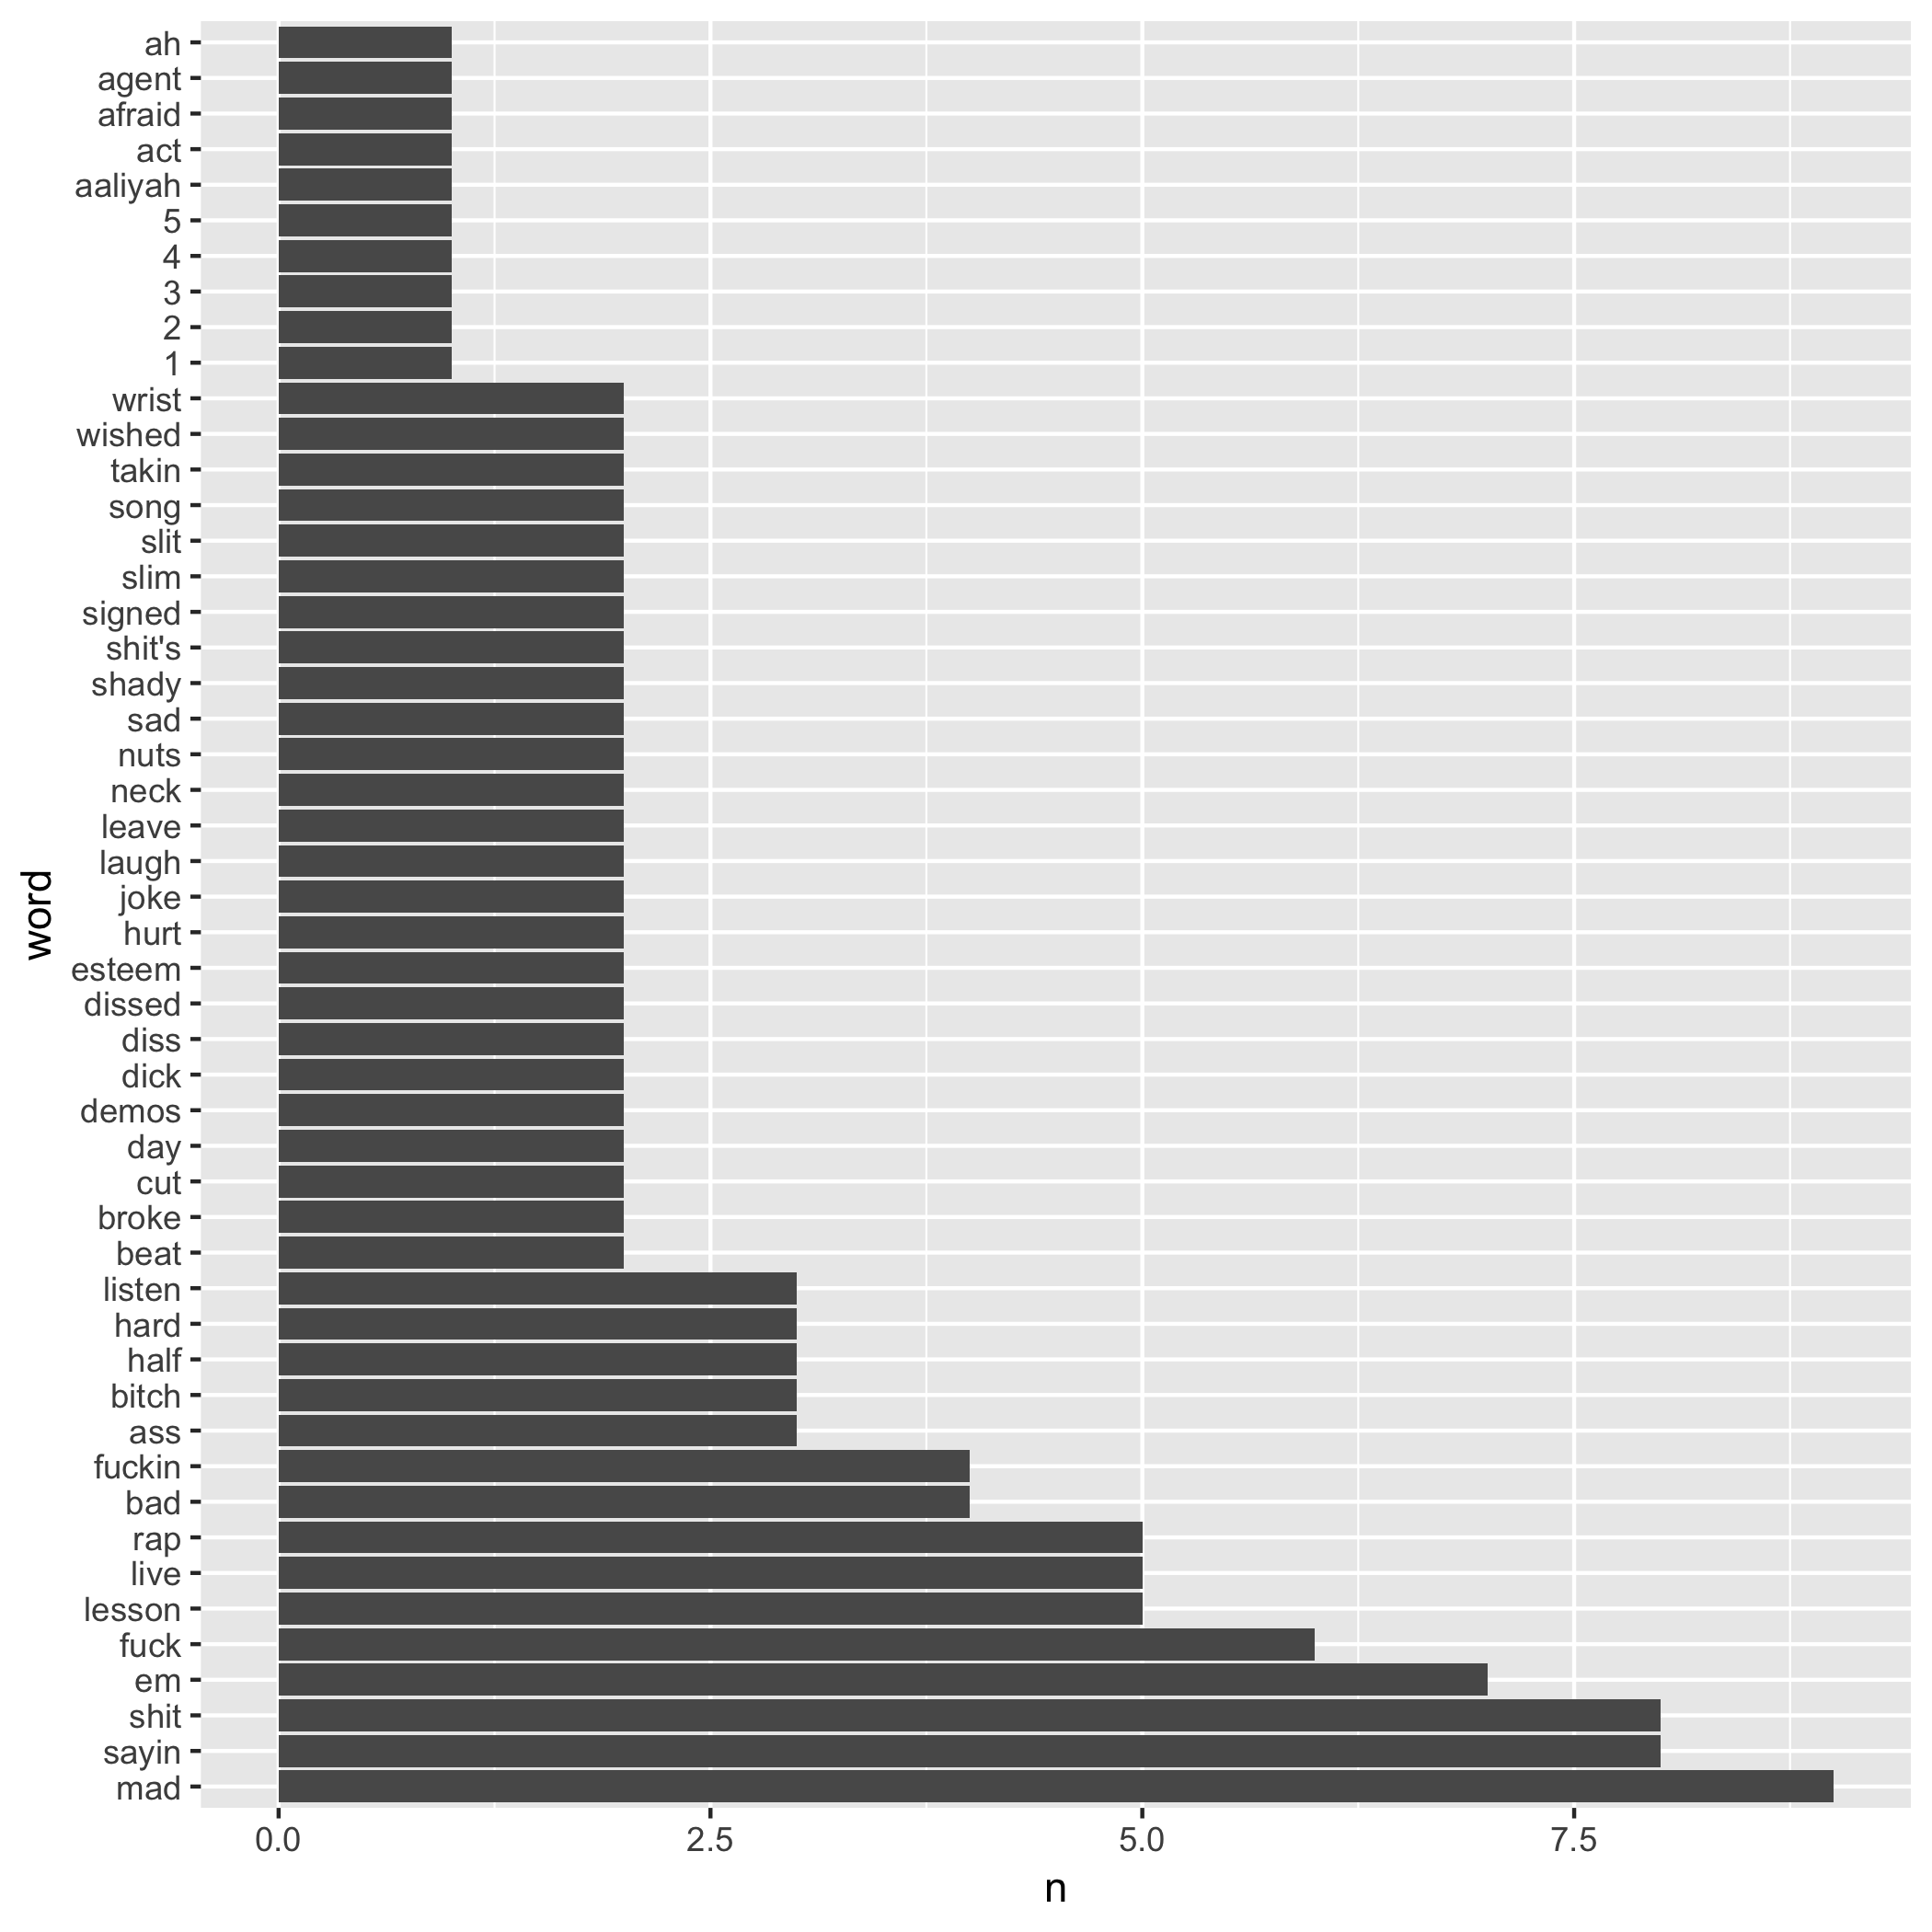 ah
agent
afraid
act
aaliyah
5
4
3
2
1
wrist
wished
takin
song
slit
slim
signed
shit's
shady
sad
nuts
neck
leave
laugh
joke
hurt
esteem
dissed
diss
dick
demos
day
cut
broke
beat
listen
hard
half
bitch
ass
fuckin
bad
rap
live
lesson
fuck
em
shit
sayin
mad
word
0.0 2.5 5.0 7.5
n